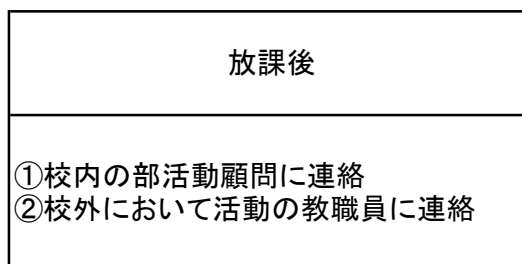 放課後
①校内の部活動顧問に連絡
②校外において活動の教職員に連絡